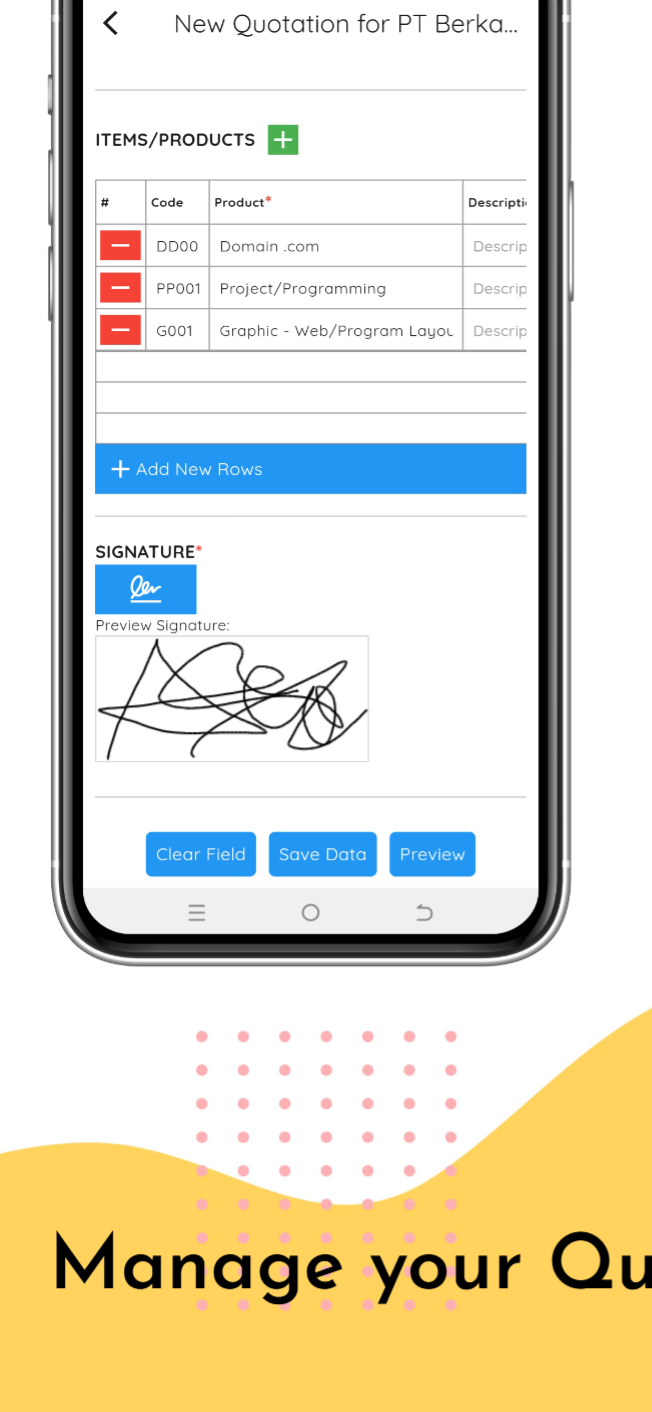 New Quotation for PT Berka...
ITEMS/PRODUCTS +
# Code Product* Descripti
DD00 Domain .com Descrip
PP001 Project/Programming Descrip
G001 Graphic - Web/Program Layou Descrip
+ Add New Rows
SIGNATURE*
Preview Signature:
Clear Field Save Data Preview
Manage your Qu